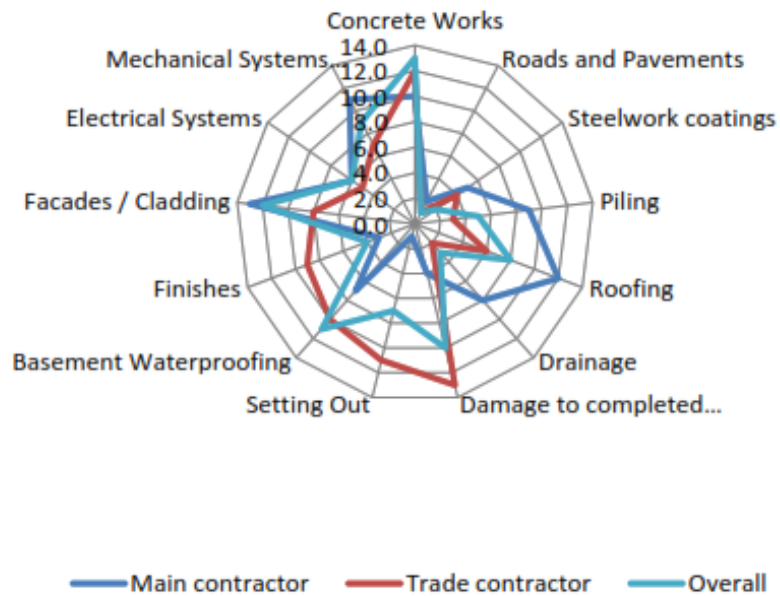 Concrete Works
14.0
Mechanical Systems...
Roads and Pavements
12.0
10.0
Electrical Systems
Steelwork coatings
8.0
6.0
4.0
Facades / Cladding
Piling
2.0
0.0
Finishes
Roofing
Basement Waterproofing
Drainage
Setting Out
Damage to completed...
Main contractor
Trade contractor
Overall